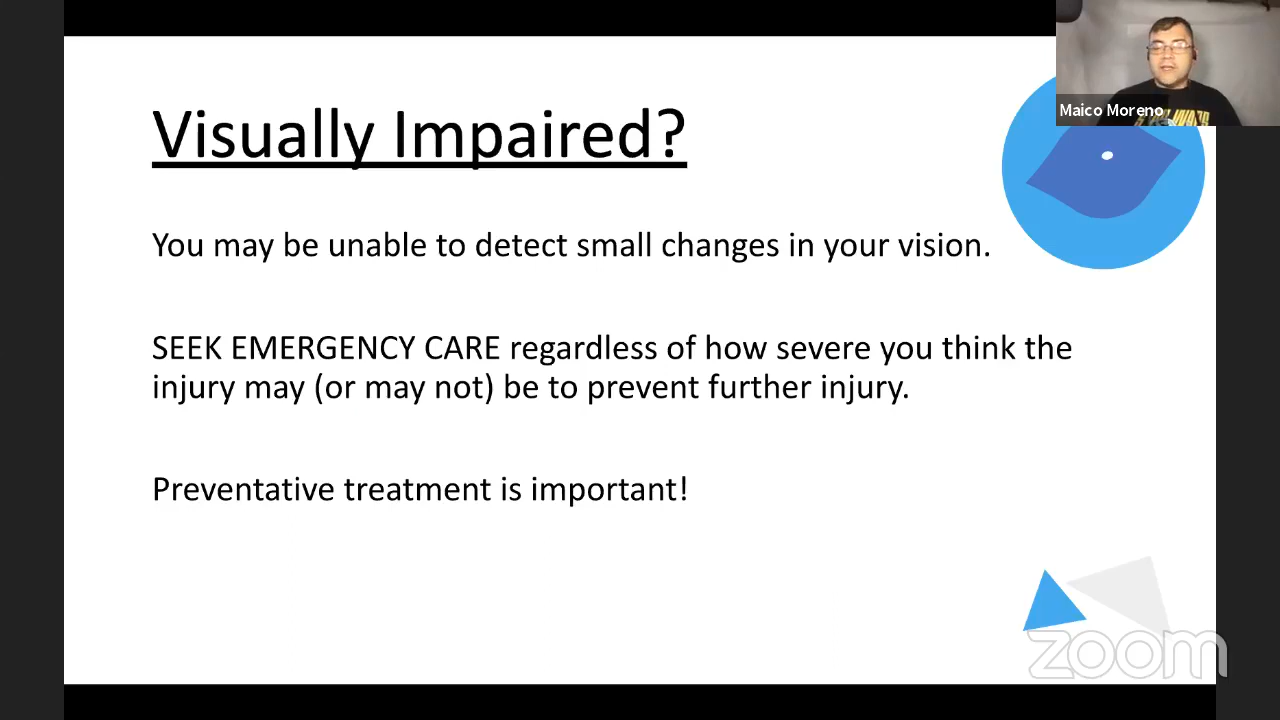 Visually Impaired?
Maico Moreno
You may be unable to detect small changes in your vision.
SEEK EMERGENCY CARE regardless of how severe you think the
injury may (or may not) be to prevent further injury.
Preventative treatment is important!
zoom